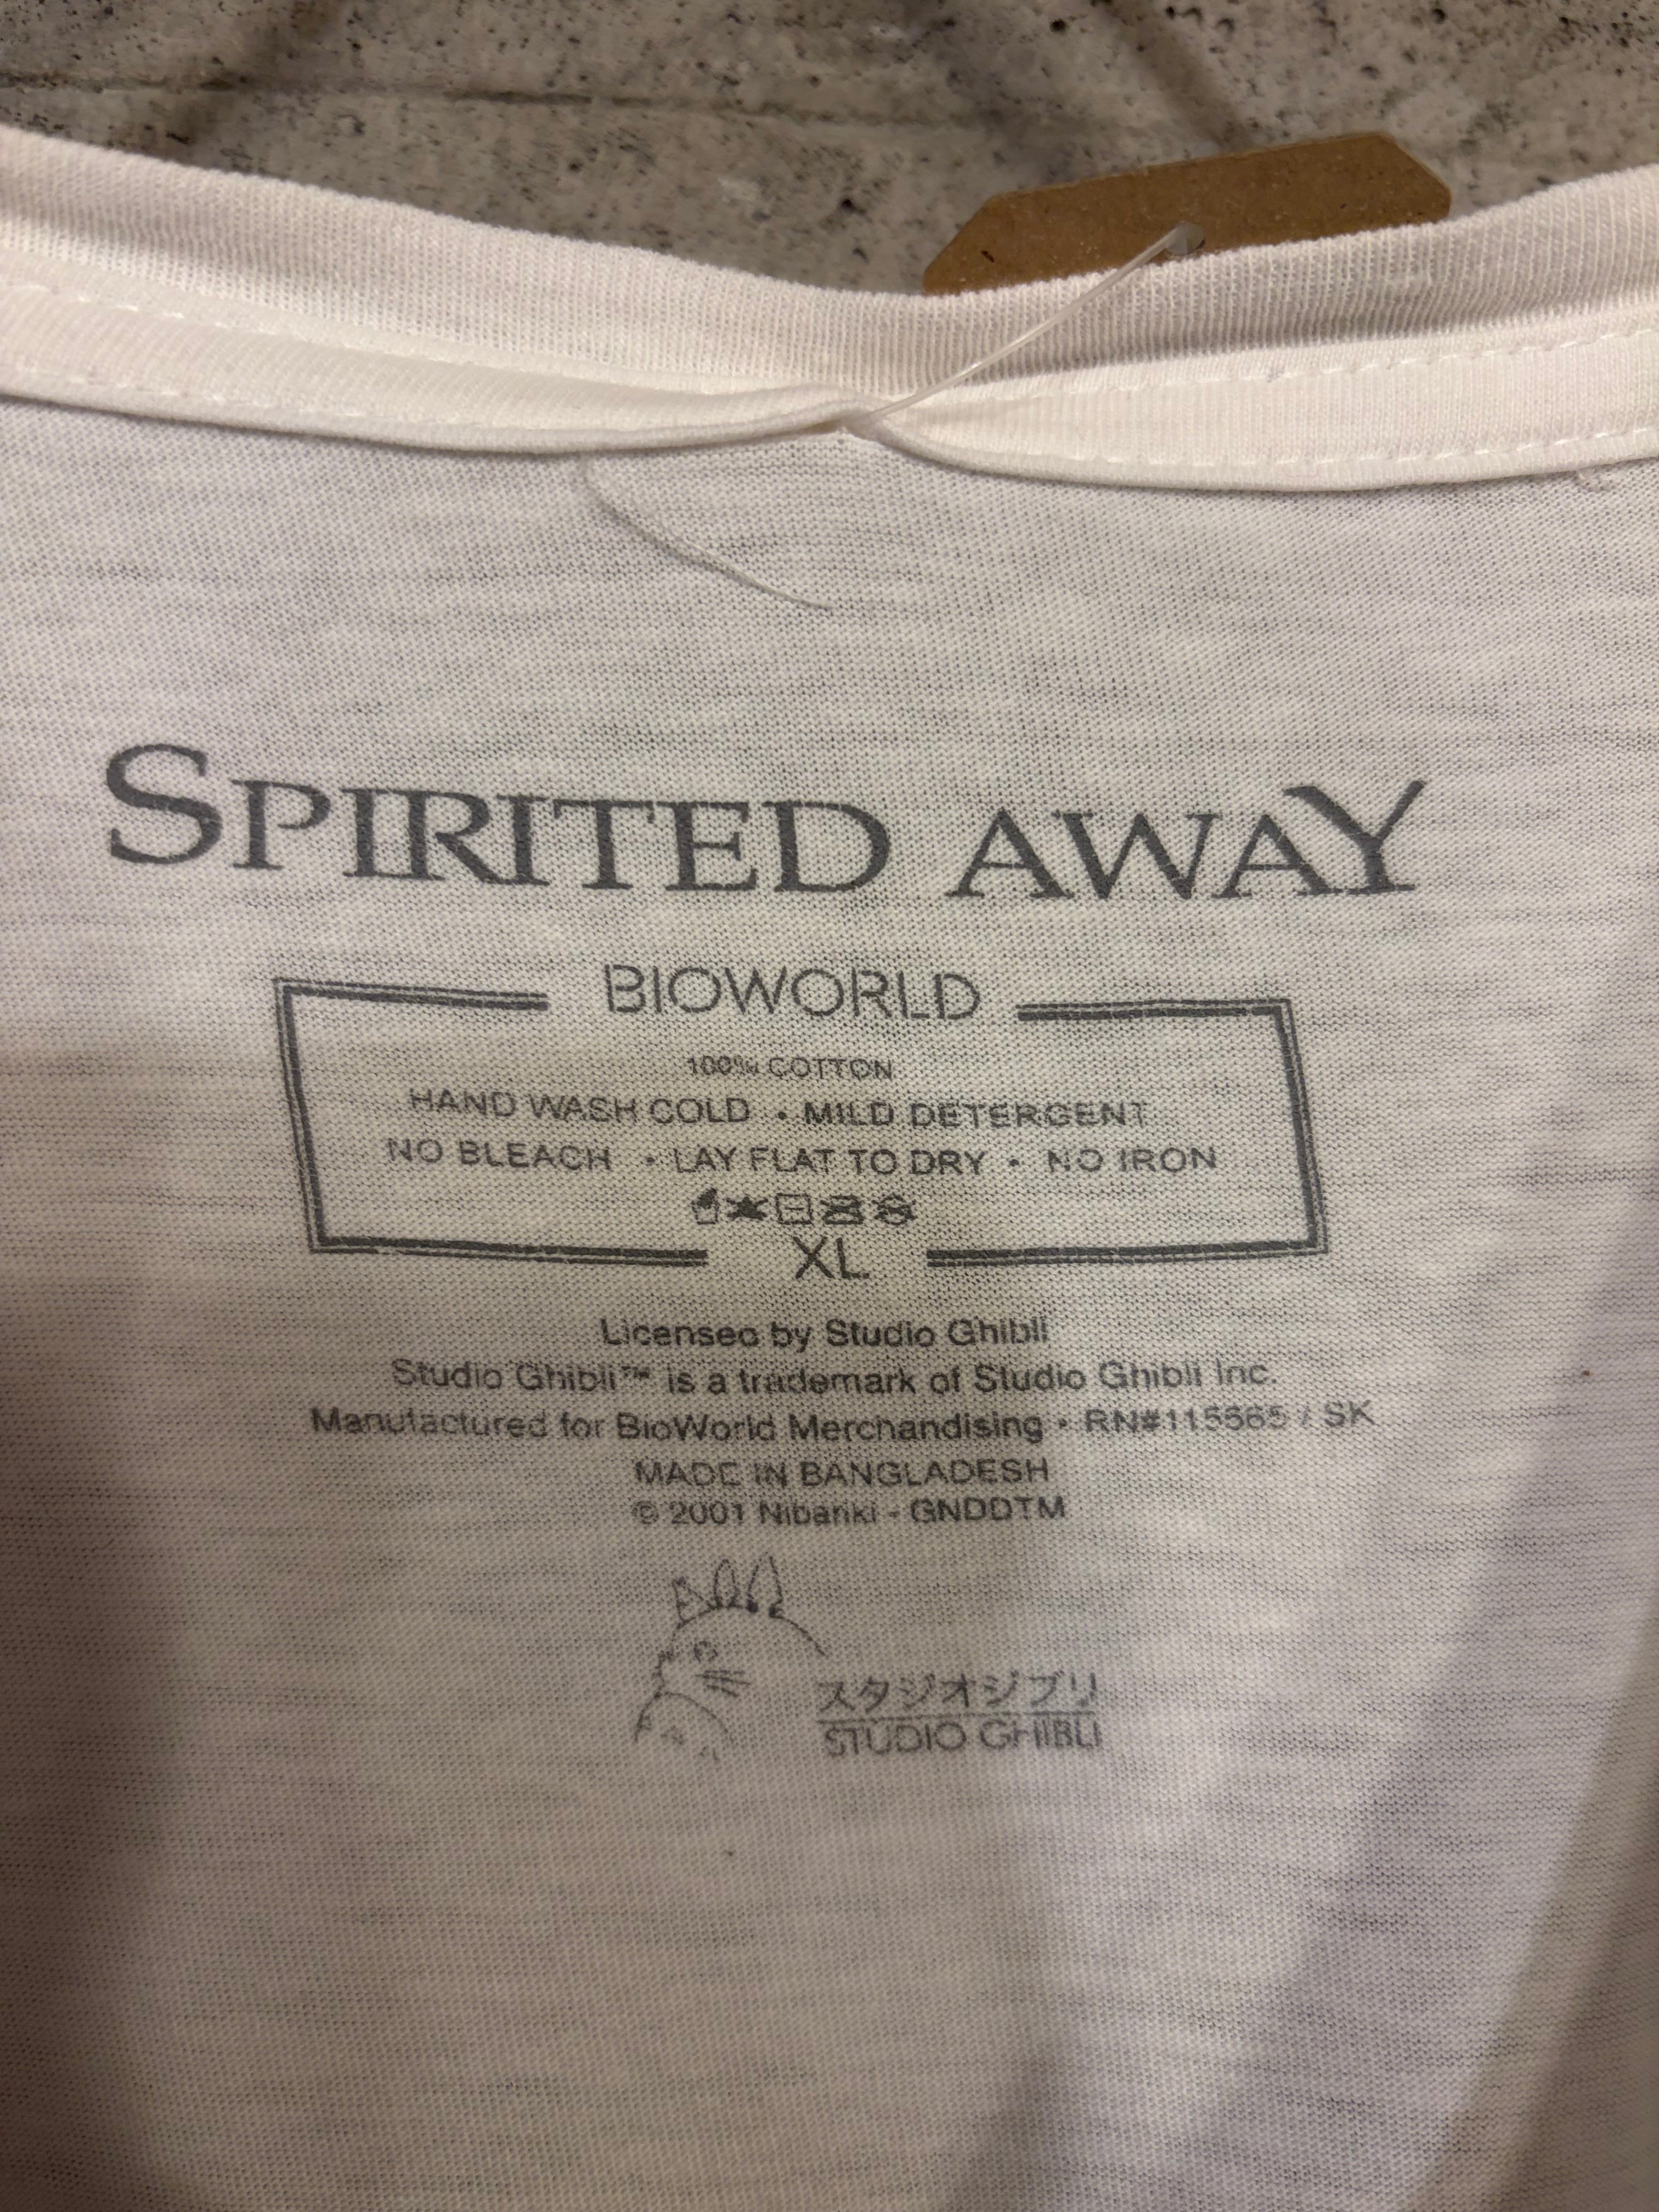 SPIRITED AWAY
BIOWORLD
100% COTTON
HAND WASH COLD • MILD DETERGENT
NO BLEACH • LAY FLAT TO DRY • NO IRON
XL
Licensed by Studio Ghibli
Studio Ghibli™ is a trademark of Studio Ghibli Inc.
Manufactured for BioWorld Merchandising • RN#115565 / SK
MADE IN BANGLADESH
© 2001 Nibariki - GNDDTM
スタジオジブリ
STUDIO GHIBLI